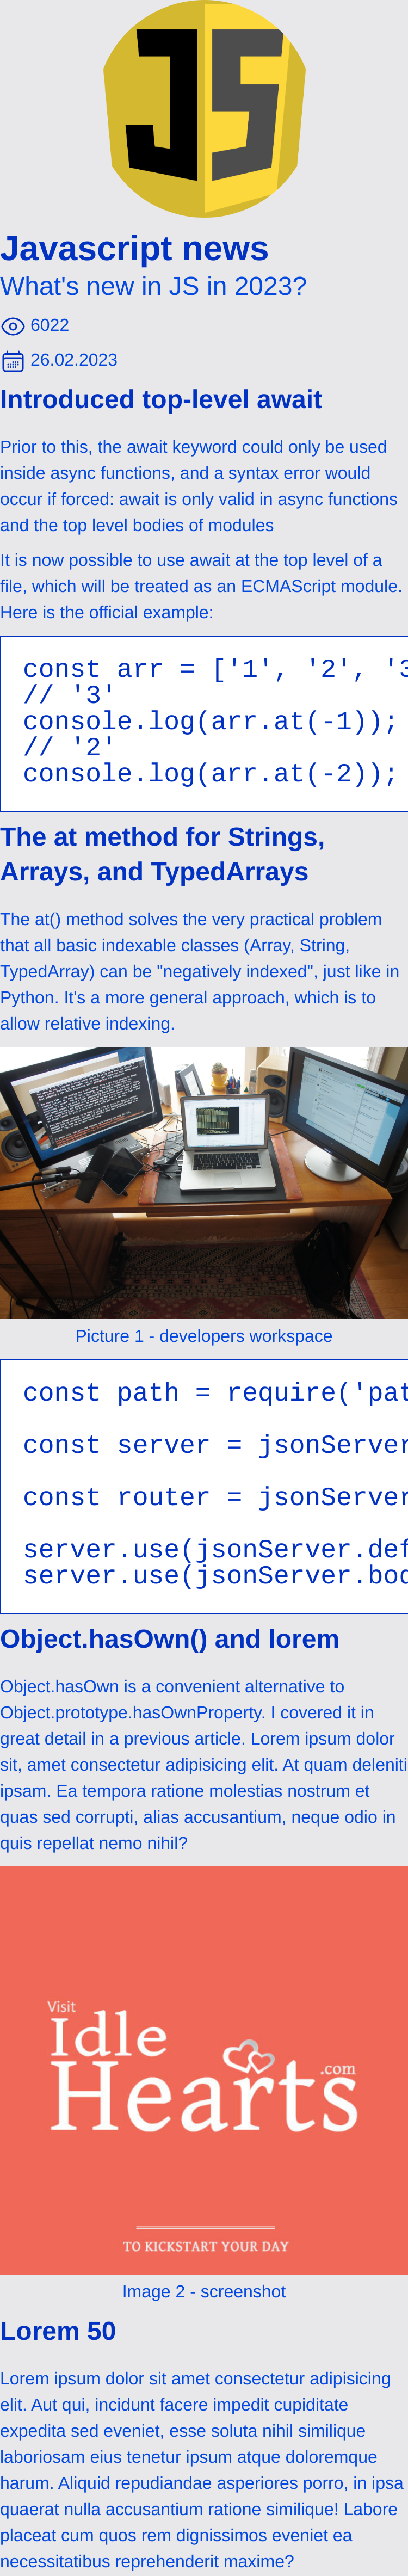 JS
Javascript news
What's new in JS in 2023?
6022
26.02.2023
Introduced top-level await
Prior to this, the await keyword could only be used
inside async functions, and a syntax error would
occur if forced: await is only valid in async functions
and the top level bodies of modules
It is now possible to use await at the top level of a
file, which will be treated as an ECMAScript module.
Here is the official example:
const arr = ['1', '2', '3
// '3'
console.log(arr.at(-1));
// '2'
console.log(arr.at(-2));
The at method for Strings,
Arrays, and TypedArrays
The at() method solves the very practical problem
that all basic indexable classes (Array, String,
TypedArray) can be "negatively indexed", just like in
Python. It's a more general approach, which is to
allow relative indexing.
Picture 1 - developers workspace
const path = require('pat
const server = jsonServer
const router = jsonServer
server.use(jsonServer.def
server.use(jsonServer.bod
Object.hasOwn() and lorem
Object.hasOwn is a convenient alternative to
Object.prototype.hasOwnProperty. I covered it in
great detail in a previous article. Lorem ipsum dolor
sit, amet consectetur adipisicing elit. At quam deleniti
ipsam. Ea tempora ratione molestias nostrum et
quas sed corrupti, alias accusantium, neque odio in
quis repellat nemo nihil?
Visit
Idle
Hearts
.com
TO KICKSTART YOUR DAY
Image 2 - screenshot
Lorem 50
Lorem ipsum dolor sit amet consectetur adipisicing
elit. Aut qui, incidunt facere impedit cupiditate
expedita sed eveniet, esse soluta nihil similique
laboriosam eius tenetur ipsum atque doloremque
harum. Aliquid repudiandae asperiores porro, in ipsa
quaerat nulla accusantium ratione similique! Labore
placeat cum quos rem dignissimos eveniet ea
necessitatibus reprehenderit maxime?